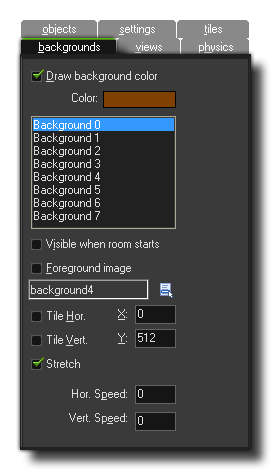 objects settings tiles
backgrounds views physics
Draw background color
Color:
Background 0
Background 1
Background 2
Background 3
Background 4
Background 5
Background 6
Background 7
Visible when room starts
Foreground image
background4
Tile Hor. X: 0
Tile Vert. Y: 512
Stretch
Hor. Speed: 0
Vert. Speed: 0